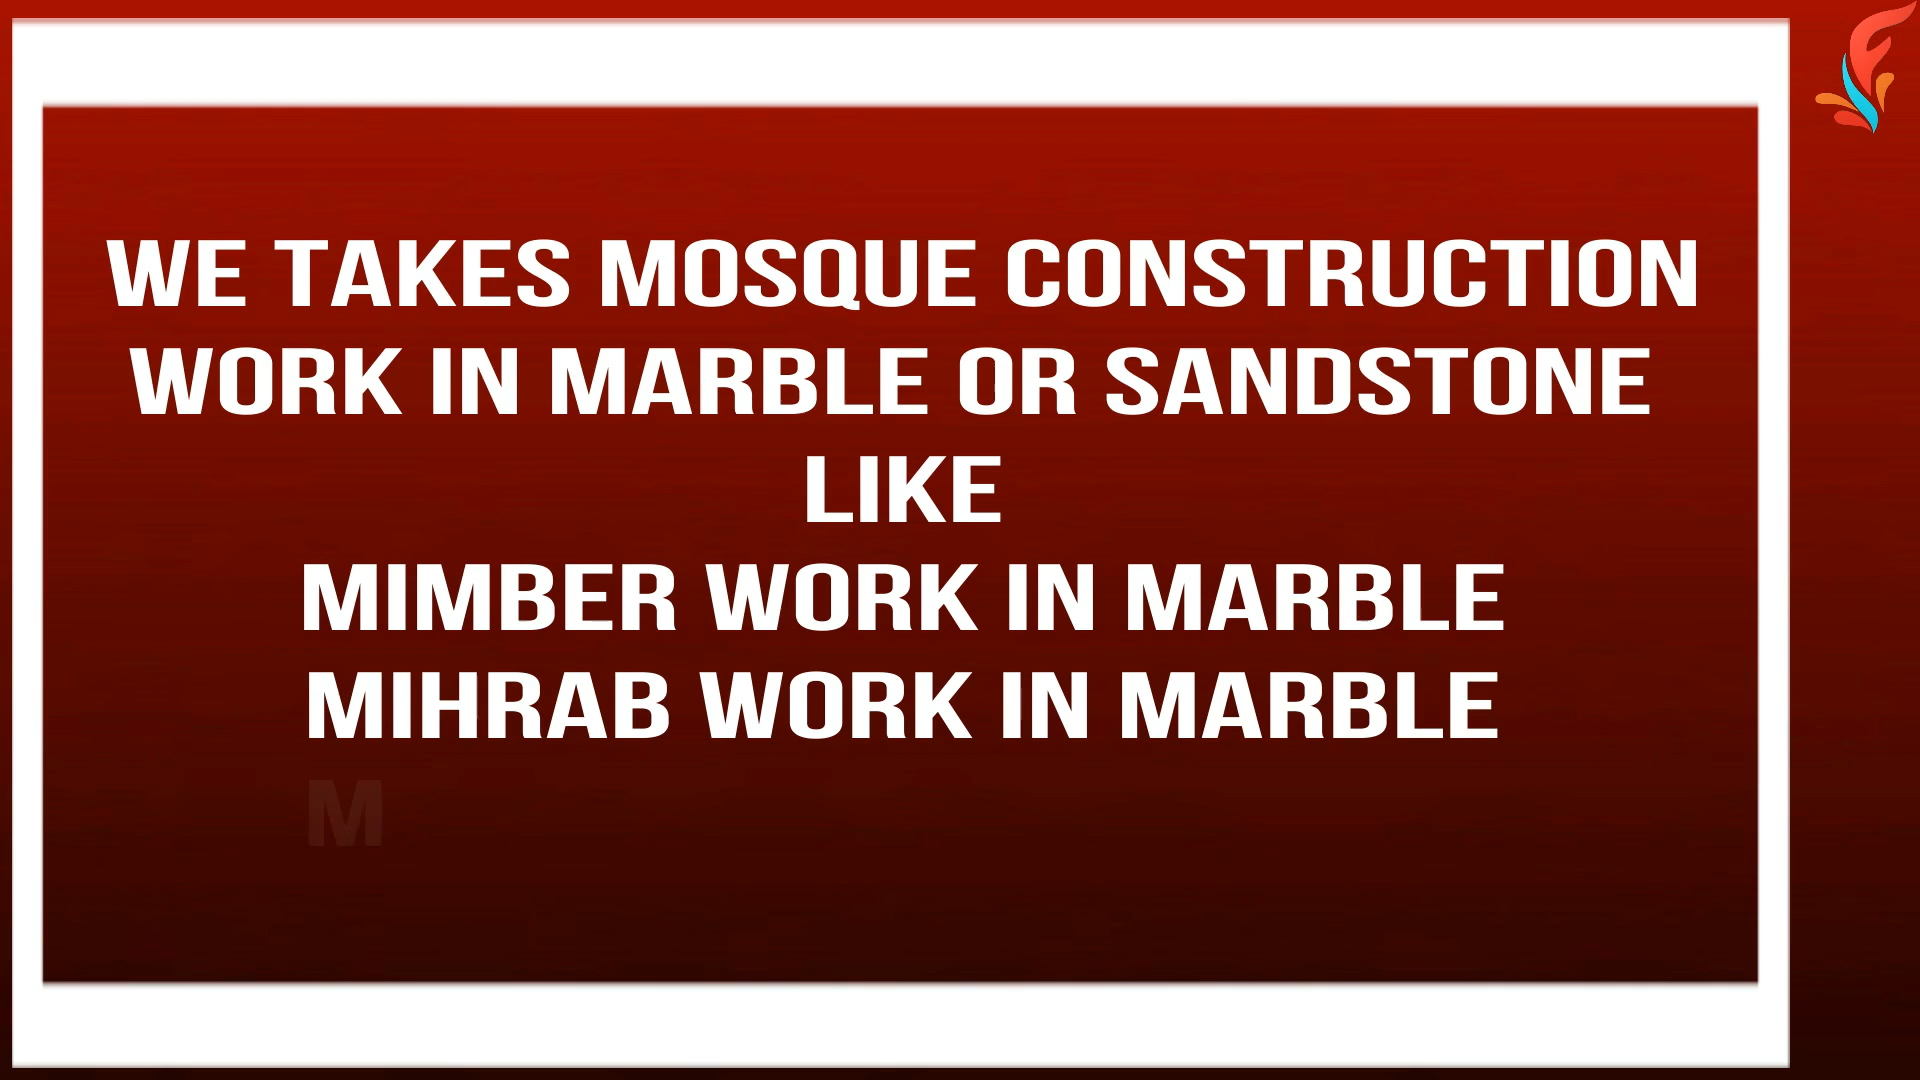 WE TAKES MOSQUE CONSTRUCTION
WORK IN MARBLE OR SANDSTONE
LIKE
MIMBER WORK IN MARBLE
MIHRAB WORK IN MARBLE
M